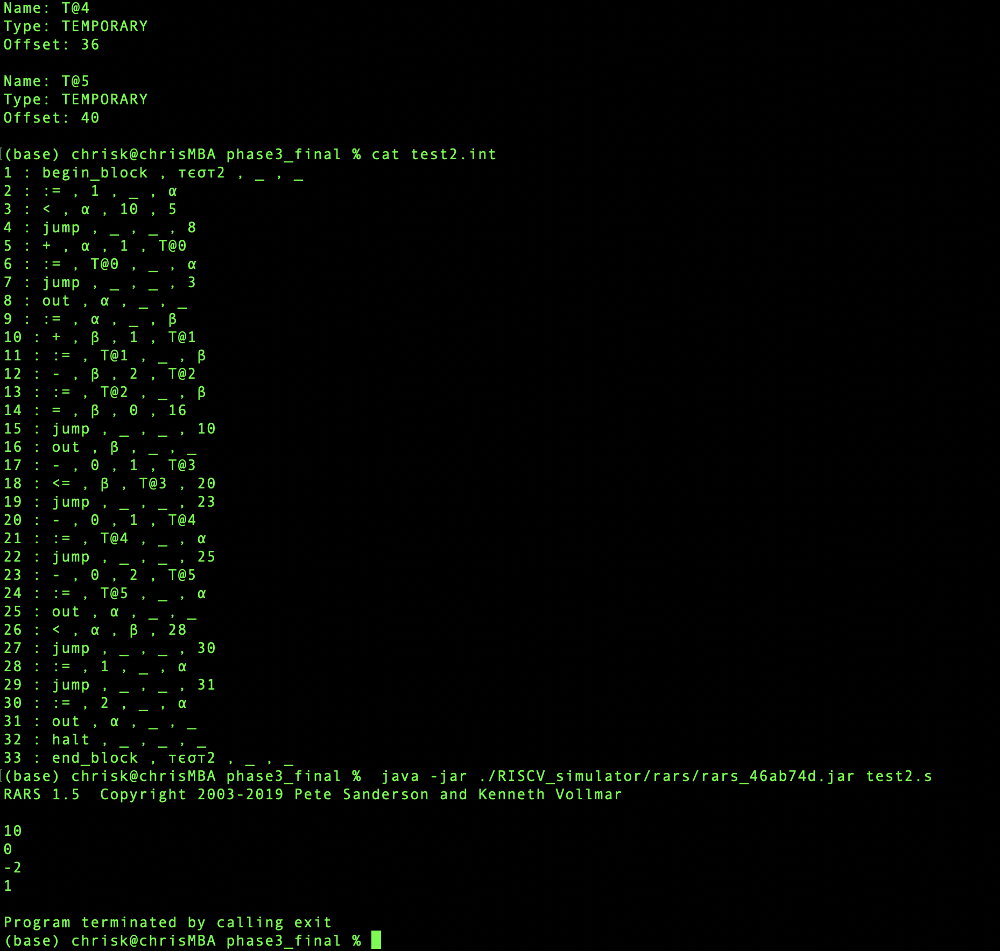 Name: T@4
Type: TEMPORARY
Offset: 36
Name: T@5
Type: TEMPORARY
Offset: 40
(base) chrisk@chrisMBA phase3_final % cat test2.int
1 : begin_block , τεστ2 , _ , _
2 : := , 1 , _ , α
3 : < , α , 10 , 5
4 : jump , _ , _ , 8
5 : + , α , 1 , T@0
6 : := , T@0 , _ , α
7 : jump , _ , _ , 3
8 : out , α , _ , _
9 : := , α , _ , β
10 : + , β , 1 , T@1
11 : := , T@1 , _ , β
12 : - , β , 2 , T@2
13 : := , T@2 , _ , β
14 : = , β , 0 , 16
15 : jump , _ , _ , 10
16 : out , β , _ , _
17 : - , 0 , 1 , T@3
18 : <= , β , T@3 , 20
19 : jump , _ , _ , 23
20 : - , 0 , 1 , T@4
21 : := , T@4 , _ , α
22 : jump , _ , _ , 25
23 : - , 0 , 2 , T@5
24 : := , T@5 , _ , α
25 : out , α , _ , _
26 : < , α , β , 28
27 : jump , _ , _ , 30
28 : := , 1 , _ , α
29 : jump , _ , _ , 31
30 : := , 2 , _ , α
31 : out , α , _ , _
32 : halt , _ , _ , _
33 : end_block , τεστ2 , _ , _
(base) chrisk@chrisMBA phase3_final %  java -jar ./RISCV_simulator/rars/rars_46ab74d.jar test2.s
RARS 1.5  Copyright 2003-2019 Pete Sanderson and Kenneth Vollmar
10
0
-2
1
Program terminated by calling exit
(base) chrisk@chrisMBA phase3_final %